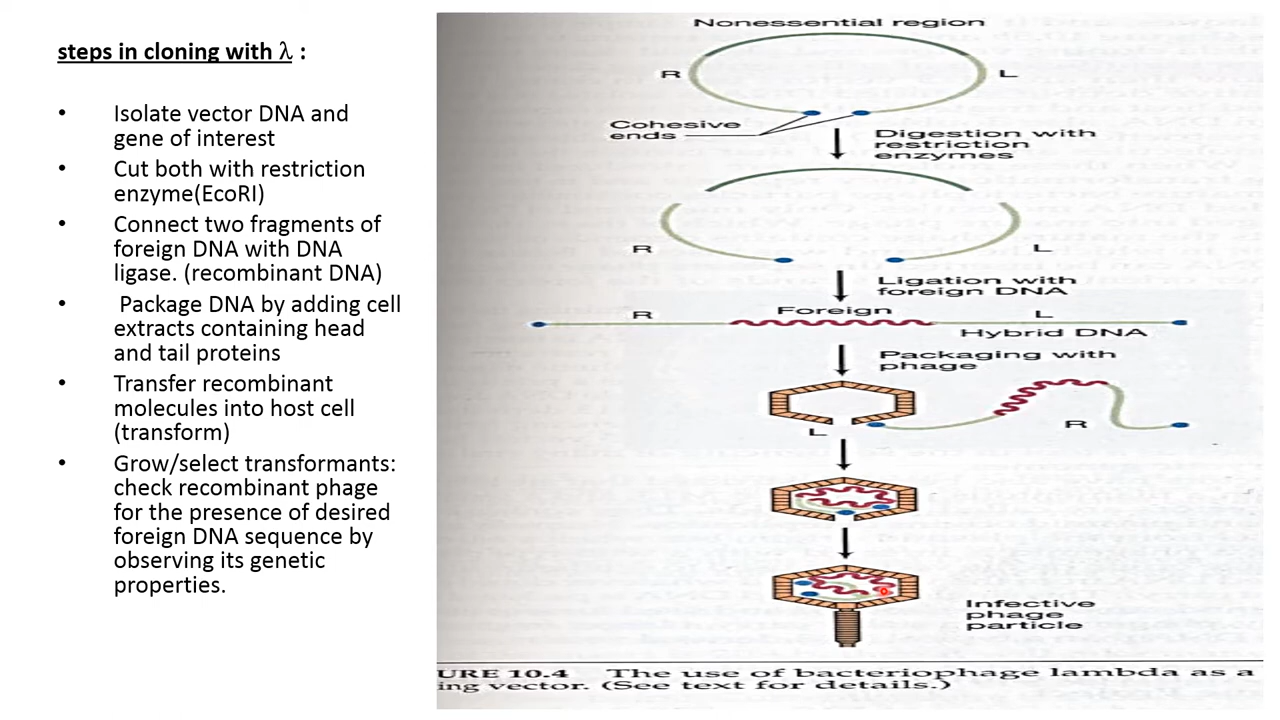 steps in cloning with λ :
• Isolate vector DNA and
gene of interest
• Cut both with restriction
enzyme(EcoRI)
• Connect two fragments of
foreign DNA with DNA
ligase. (recombinant DNA)
• Package DNA by adding cell
extracts containing head
and tail proteins
• Transfer recombinant
molecules into host cell
(transform)
• Grow/select transformants:
check recombinant phage
for the presence of desired
foreign DNA sequence by
observing its genetic
properties.
Nonessential region
R L
Cohesive
ends
Digestion with
restriction
enzymes
R L
Ligation with
foreign DNA
R Foreign L
Hybrid DNA
Packaging with
phage
L R
Infective
phage
particle
URE 10.4 The use of bacteriophage lambda as a
ing vector. (See text for details.)